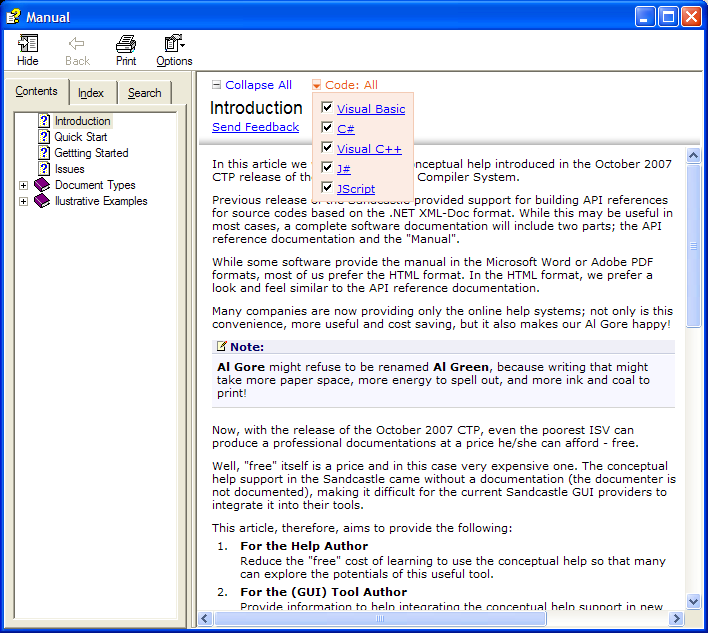 Manual
Hide
Back
Print
Options
Contents
Index
Search
Introduction
Quick Start
Gettting Started
Issues
Document Types
Ilustrative Examples
Collapse All
Code: All
Introduction
Send Feedback
Visual Basic
C#
Visual C++
J#
JScript
In this article we onceptual help introduced in the October 2007
CTP release of the Compiler System.
Previous release of the Sandcastle provided support for building API references
for source codes based on the .NET XML-Doc format. While this may be useful in
most cases, a complete software documentation will include two parts; the API
reference documentation and the "Manual".
While some software provide the manual in the Microsoft Word or Adobe PDF
formats, most of us prefer the HTML format. In the HTML format, we prefer a
look and feel similar to the API reference documentation.
Many companies are now providing only the online help systems; not only is this
convenience, more useful and cost saving, but it also makes our Al Gore happy!
Note:
Al Gore might refuse to be renamed Al Green, because writing that might
take more paper space, more energy to spell out, and more ink and coal to
print!
Now, with the release of the October 2007 CTP, even the poorest ISV can
produce a professional documentations at a price he/she can afford - free.
Well, "free" itself is a price and in this case very expensive one. The conceptual
help support in the Sandcastle came without a documentation (the documenter is
not documented), making it difficult for the current Sandcastle GUI providers to
integrate it into their tools.
This article, therefore, aims to provide the following:
1. For the Help Author
Reduce the "free" cost of learning to use the conceptual help so that many
can explore the potentials of this useful tool.
2. For the (GUI) Tool Author
Provide information to help integrating the conceptual help support in new